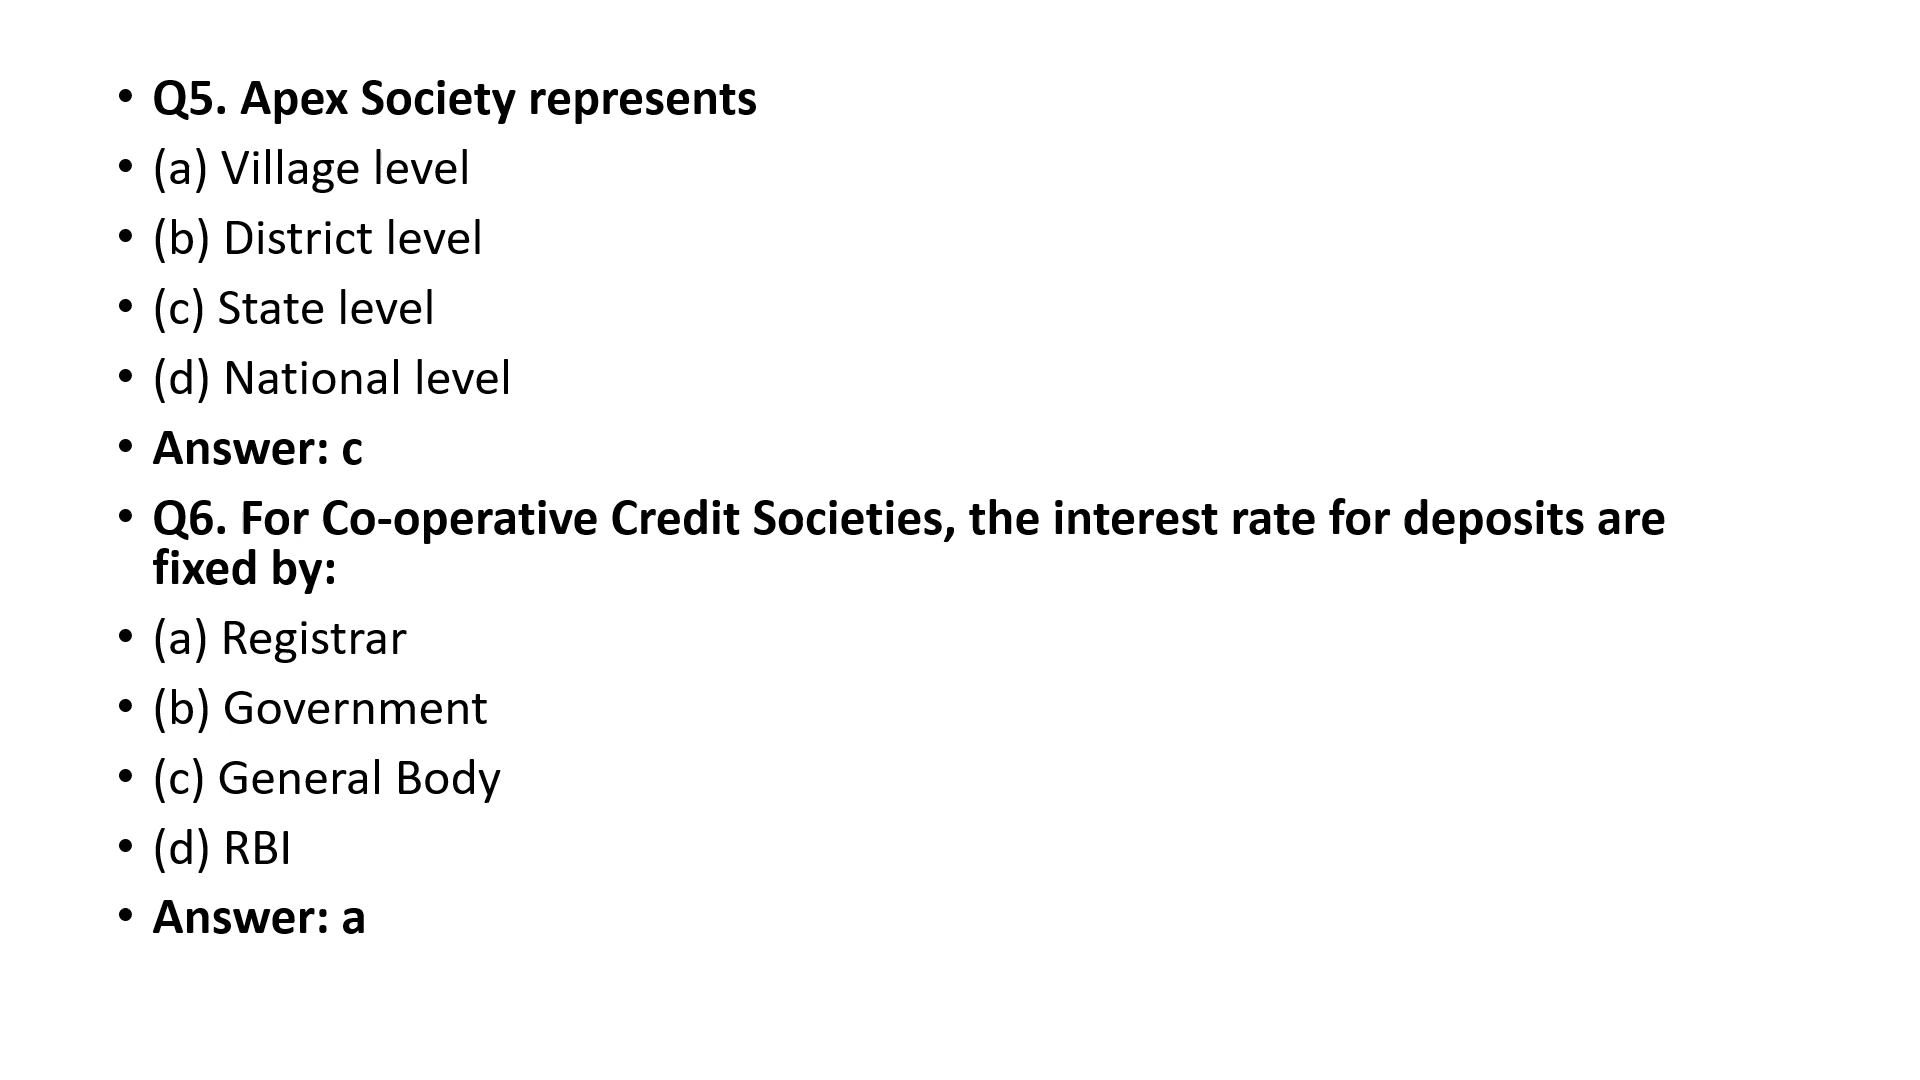 • Q5. Apex Society represents
• (a) Village level
• (b) District level
• (c) State level
• (d) National level
• Answer: c
• Q6. For Co-operative Credit Societies, the interest rate for deposits are
fixed by:
• (a) Registrar
• (b) Government
• (c) General Body
• (d) RBI
• Answer: a